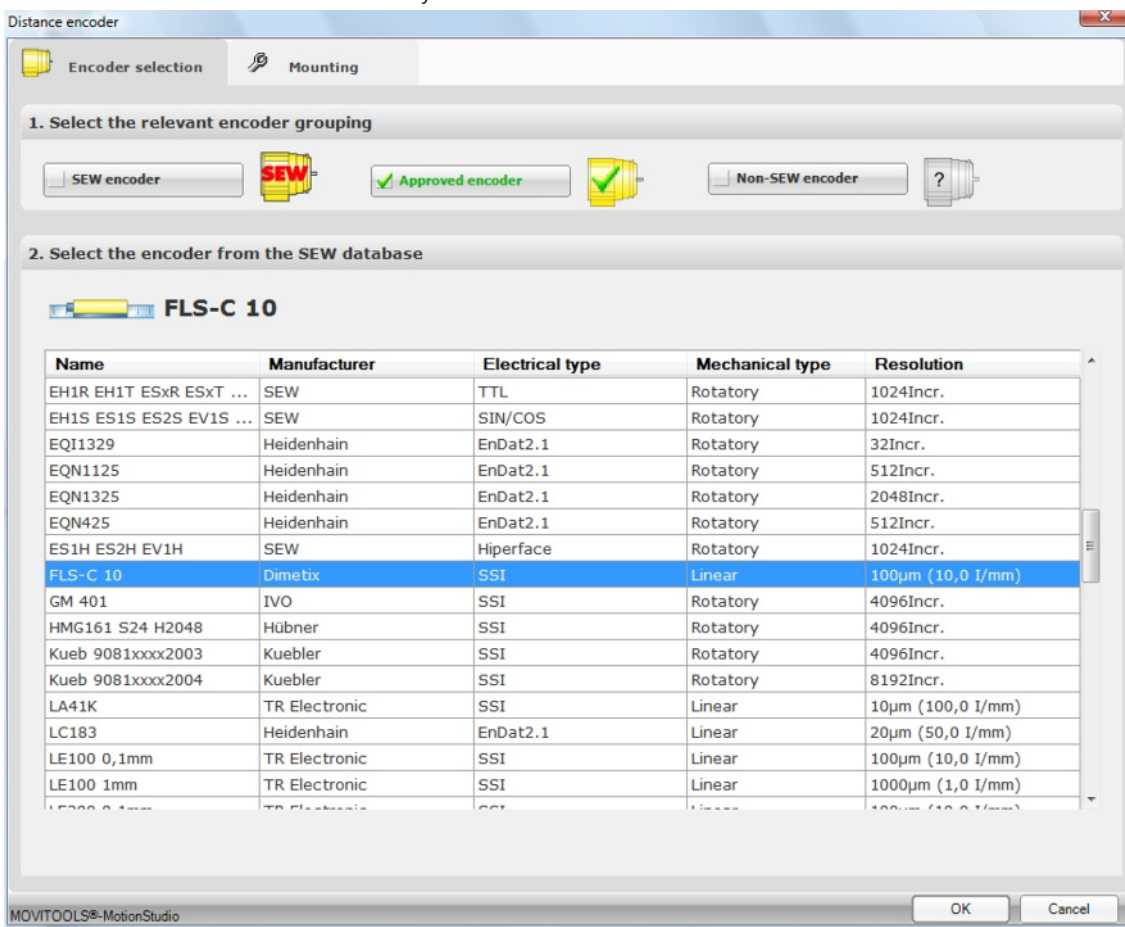 Distance encoder
Encoder selection Mounting
1. Select the relevant encoder grouping
SEW encoder SEW Approved encoder Non-SEW encoder ?
2. Select the encoder from the SEW database
FLS-C 10
Name Manufacturer Electrical type Mechanical type Resolution
EH1R EH1T ESxR ESxT ... SEW TTL Rotatory 1024Incr.
EH1S ES1S ES2S EV1S ... SEW SIN/COS Rotatory 1024Incr.
EQI1329 Heidenhain EnDat2.1 Rotatory 32Incr.
EQN1125 Heidenhain EnDat2.1 Rotatory 512Incr.
EQN1325 Heidenhain EnDat2.1 Rotatory 2048Incr.
EQN425 Heidenhain EnDat2.1 Rotatory 512Incr.
ES1H ES2H EV1H SEW Hiperface Rotatory 1024Incr.
FLS-C 10 Dimetix SSI Linear 100µm (10,0 I/mm)
GM 401 IVO SSI Rotatory 4096Incr.
HMG161 S24 H2048 Hübner SSI Rotatory 4096Incr.
Kueb 9081xxxx2003 Kuebler SSI Rotatory 4096Incr.
Kueb 9081xxxx2004 Kuebler SSI Rotatory 8192Incr.
LA41K TR Electronic SSI Linear 10µm (100,0 I/mm)
LC183 Heidenhain EnDat2.1 Linear 20µm (50,0 I/mm)
LE100 0,1mm TR Electronic SSI Linear 100µm (10,0 I/mm)
LE100 1mm TR Electronic SSI Linear 1000µm (1,0 I/mm)
MOVITOOLS®-MotionStudio OK Cancel